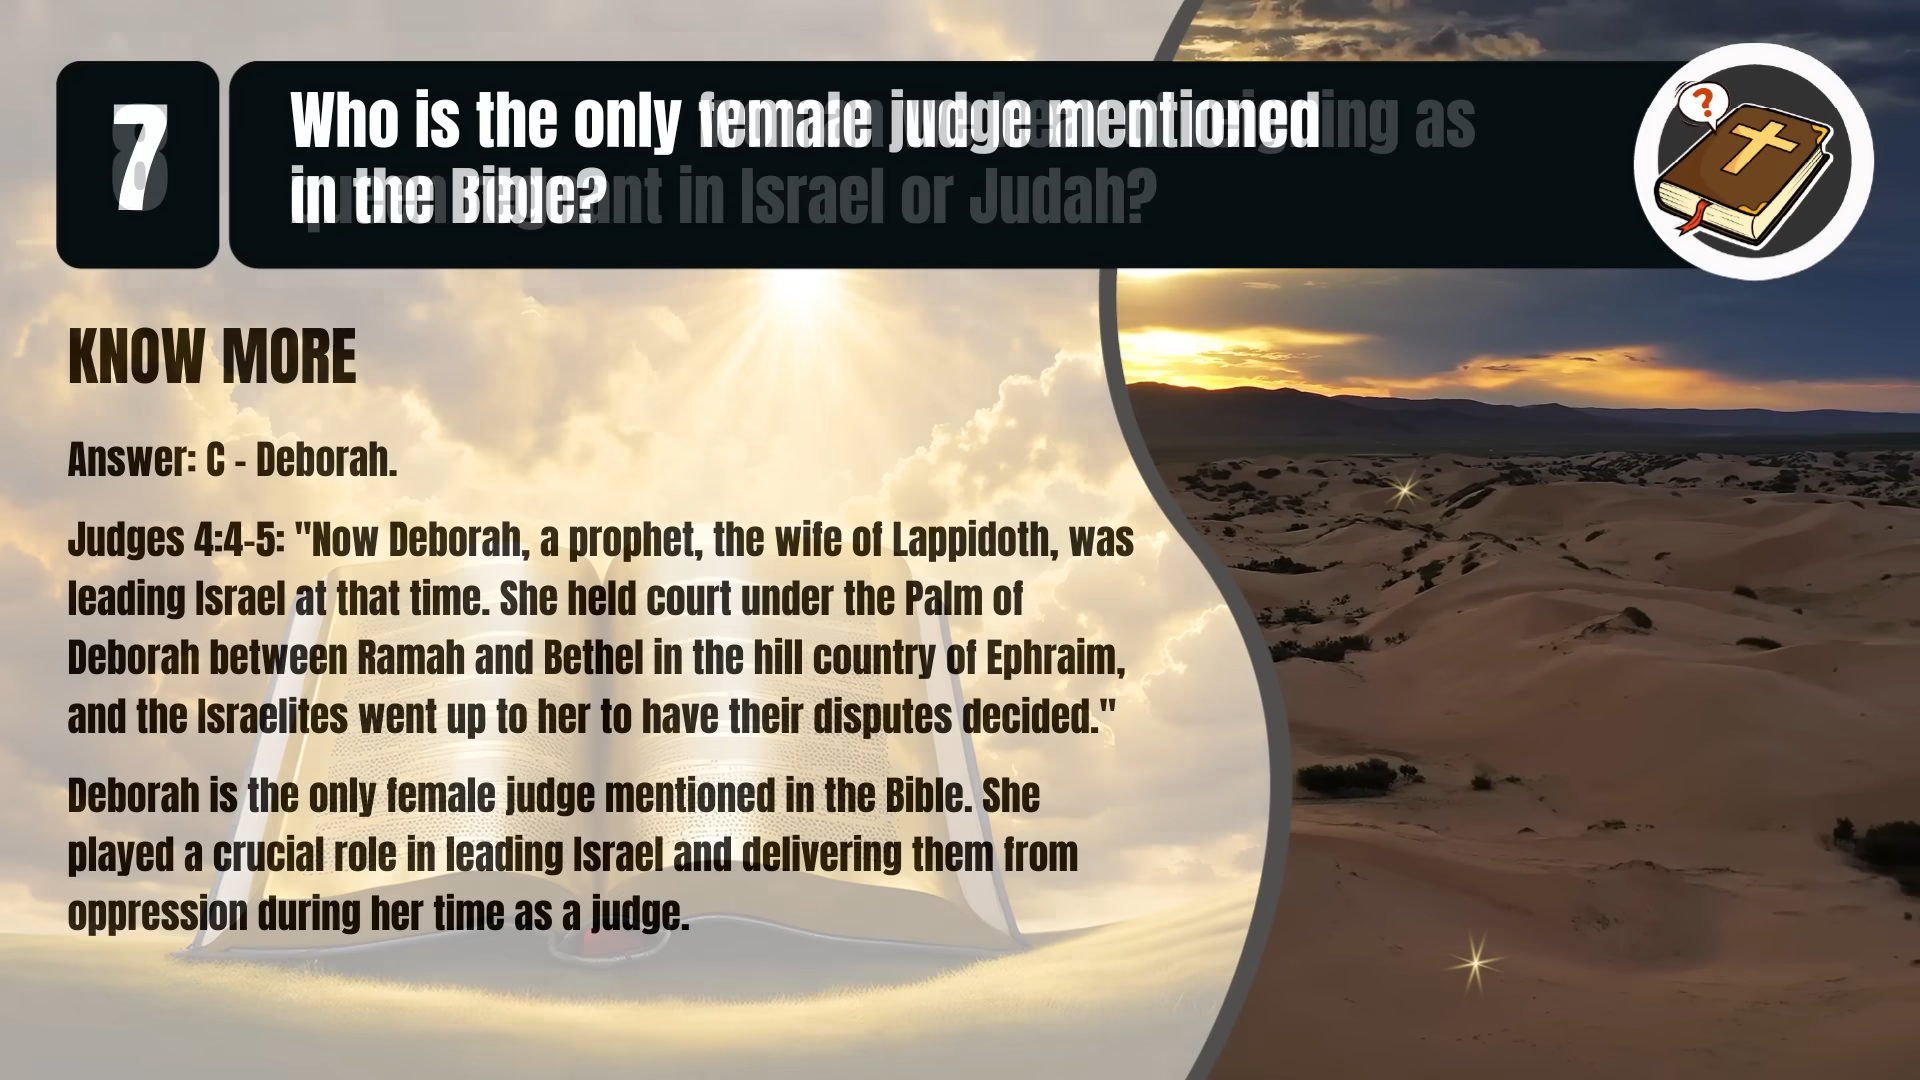 7
Who is the only female judge mentioned
in the Bible?
?
KNOW MORE
Answer: C - Deborah.
Judges 4:4-5: "Now Deborah, a prophet, the wife of Lappidoth, was
leading Israel at that time. She held court under the Palm of
Deborah between Ramah and Bethel in the hill country of Ephraim,
and the Israelites went up to her to have their disputes decided."
Deborah is the only female judge mentioned in the Bible. She
played a crucial role in leading Israel and delivering them from
oppression during her time as a judge.